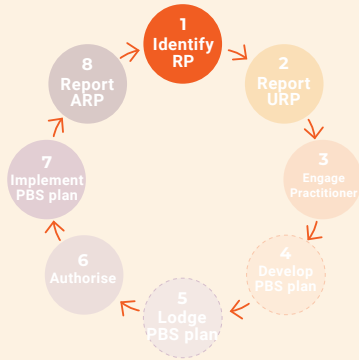 1
Identify
RP
2
Report
URP
3
Engage
Practitioner
4
Develop
PBS plan
5
Lodge
PBS plan
6
Authorise
7
Implement
PBS plan
8
Report
ARP